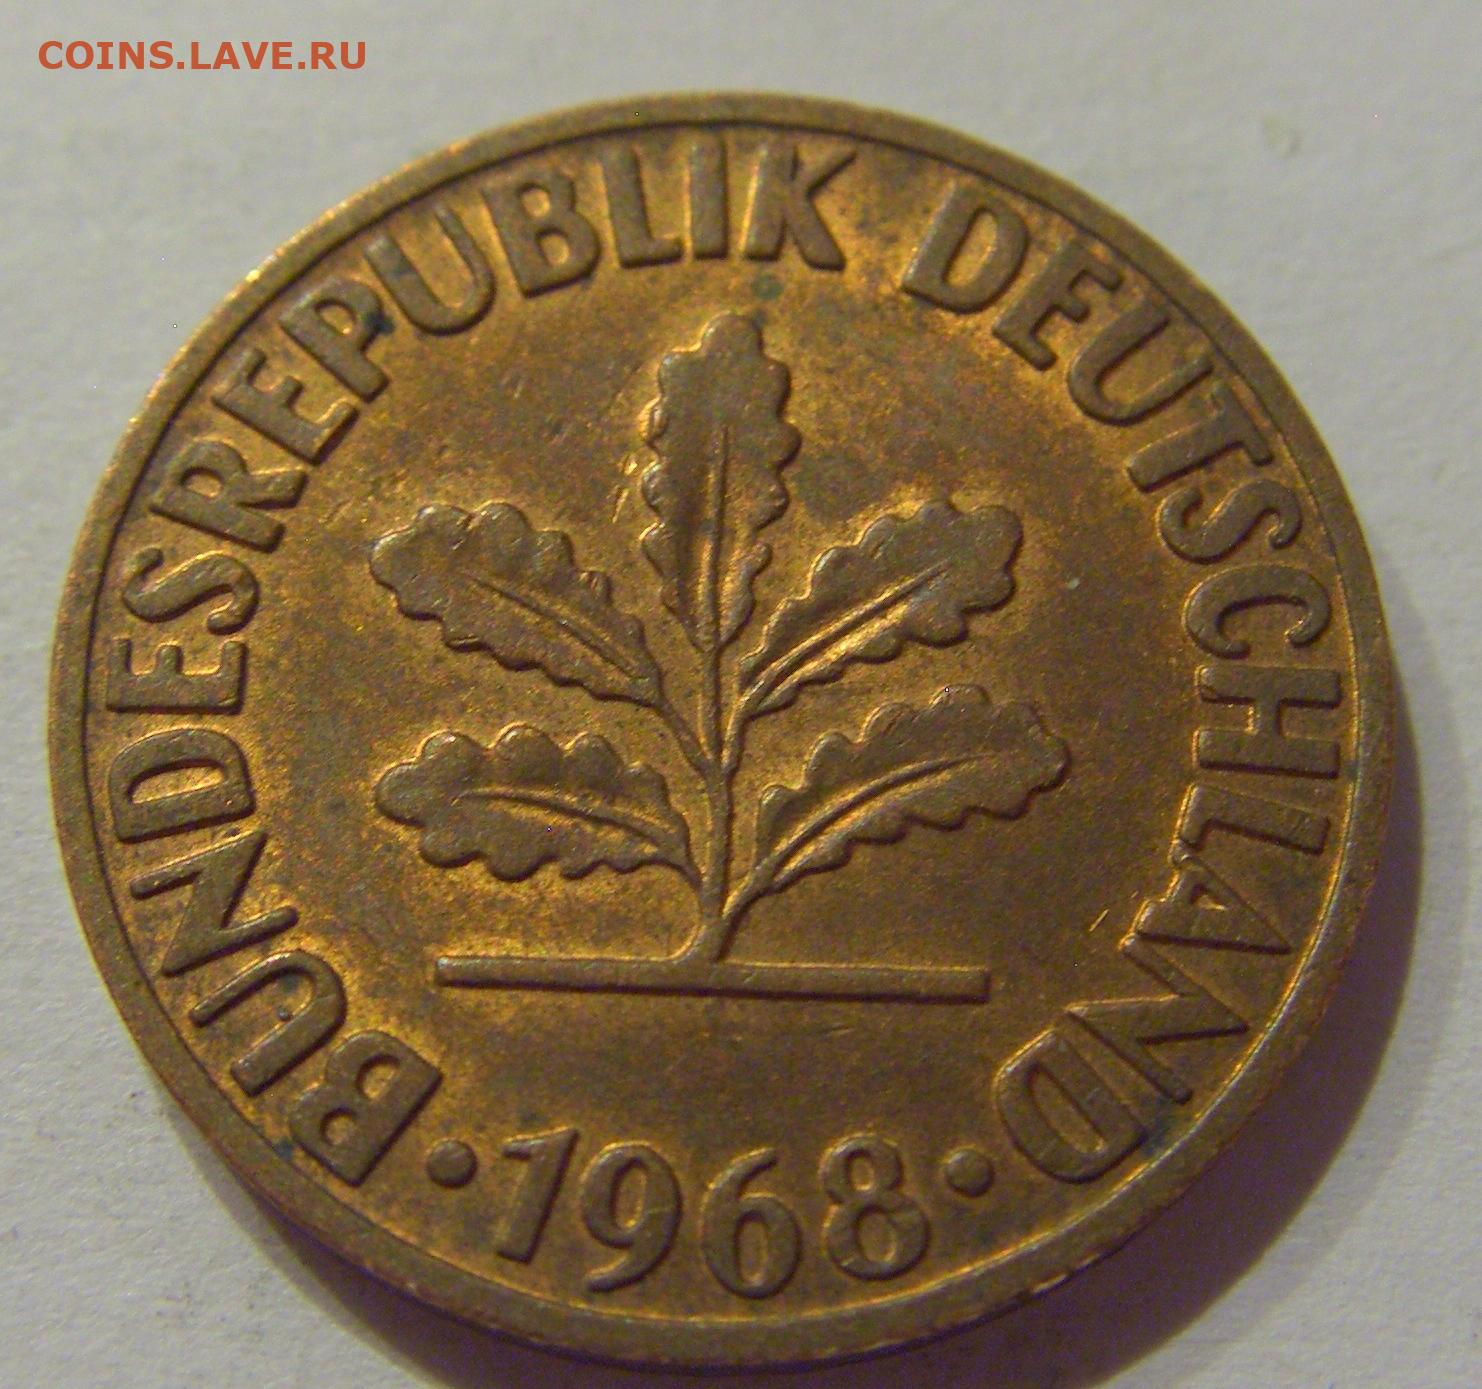 COINS.LAVE.RU
BUNDESREPUBLIK DEUTSCHLAND
· 1968 ·